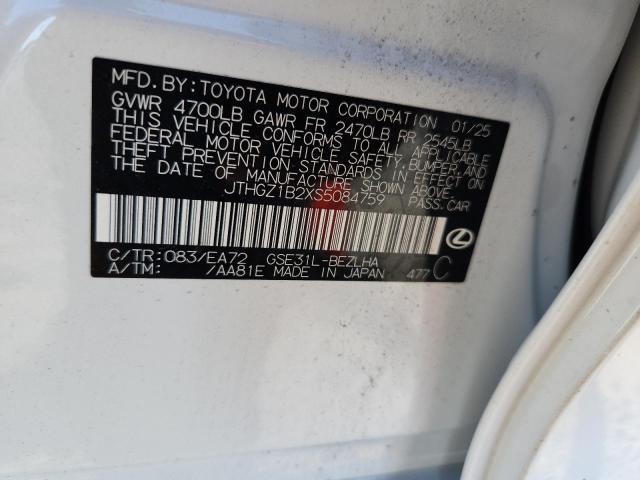 MFD. BY: TOYOTA MOTOR CORPORATION 01/25
GVWR 4700LB GAWR FR 2470LB RR 2645LB
THIS VEHICLE CONFORMS TO ALL APPLICABLE
FEDERAL MOTOR VEHICLE SAFETY, BUMPER, AND
THEFT PREVENTION STANDARDS IN EFFECT ON
THE DATE OF MANUFACTURE SHOWN ABOVE.
JTHGZ1B2XS5084759 PASS. CAR
C/TR: 083/EA72 GSE31L-BEZLHA
A/TM: /AA81E MADE IN JAPAN 477 C